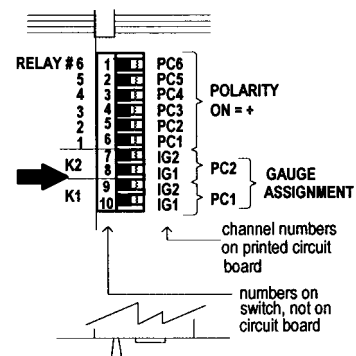 RELAY # 6 1 PC6
5 2 PC5
4 3 PC4
3 4 PC3
2 5 PC2
1 6 PC1
POLARITY
ON = +
K2 7 IG2
8 IG1
PC2
K1 9 IG2
10 IG1
PC1
GAUGE
ASSIGNMENT
channel numbers
on printed circuit
board
numbers on
switch, not on
circuit board